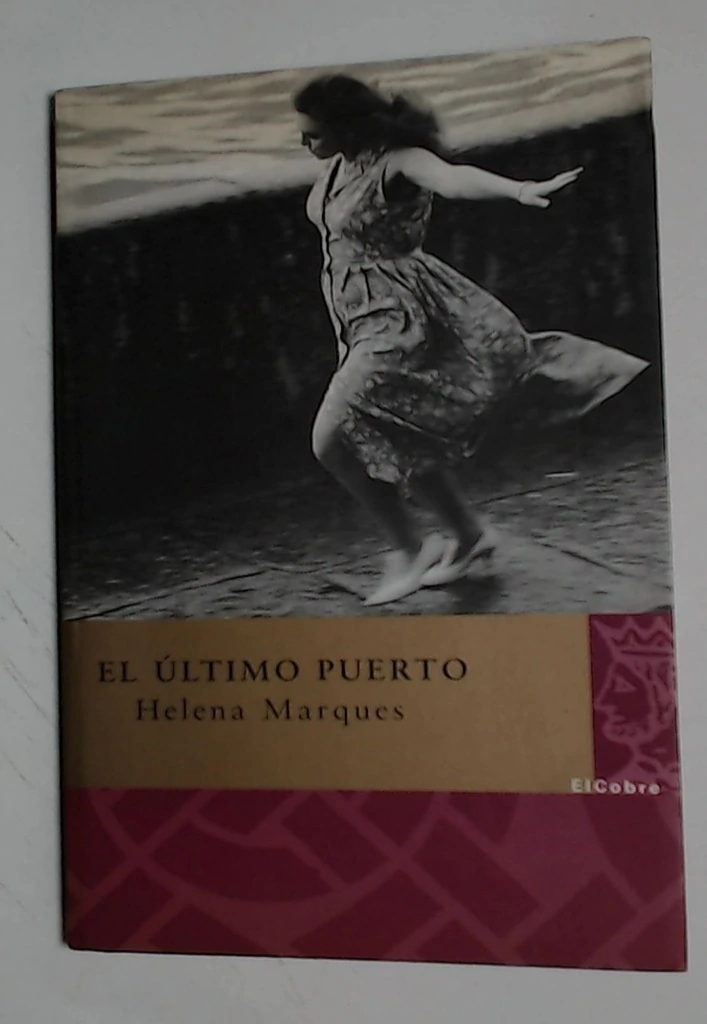 EL ÚLTIMO PUERTO
Helena Marques
ElCobre